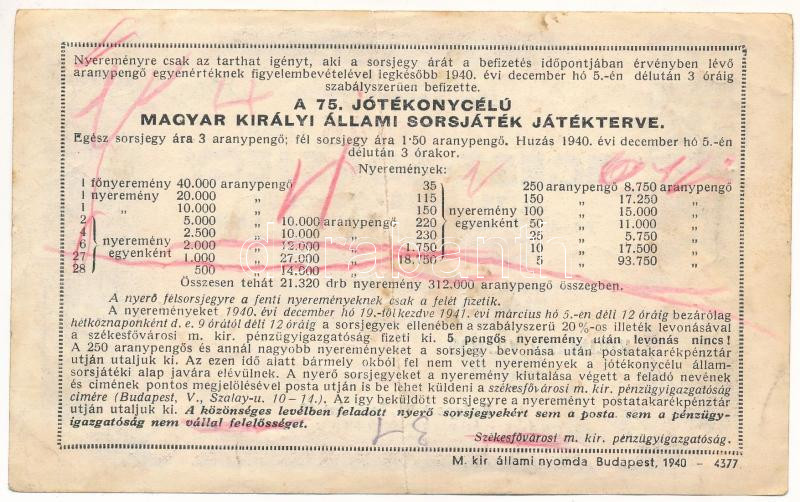 Nyereményre csak az tarthat igényt, aki a sorsjegy árát a befizetés időpontjában érvényben lévő
aranypengő egyenértéknek figyelembevételével legkésőbb 1940. évi december hó 5.-én délután 3 óráig
szabályszerüen befizette.
A 75. JÓTÉKONYCÉLÚ
MAGYAR KIRÁLYI ÁLLAMI SORSJÁTÉK JÁTÉKTERVE.
Egész sorsjegy ára 3 aranypengő; fél sorsjegy ára 1·50 aranypengő. Huzás 1940. évi december hó 5.-én
délután 3 órakor.
Nyeremények:
1 főnyeremény 40.000 aranypengő 35 250 aranypengő 8.750 aranypengő
1 nyeremény 20.000 „ 115 150 „ 17.250 „
1 „ 10.000 „ 150 nyeremény 100 „ 15.000 „
2 5.000 „ 10.000 aranypengő 220 egyenként 50 „ 11.000 „
4 2.500 „ 10.000 „ 230 25 „ 5.750 „
6 nyeremény 2.000 „ 12.000 „ 1.750 10 „ 17.500 „
27 egyenként 1.000 „ 27.000 „ 18.750 5 „ 93.750 „
28 500 „ 14.000 „
Összesen tehát 21.320 drb nyeremény 312.000 aranypengő összegben.
A nyerő félsorsjegyre a fenti nyereményeknek csak a felét fizetik.
A nyereményeket 1940. évi december hó 19.-től kezdve 1941. évi március hó 5.-en déli 12 óráig bezárólag
hétköznaponként d. e. 9 órától déli 12 óráig a sorsjegyek ellenében a szabályszerü 20%-os illeték levonásával
a székesfővárosi m. kir. pénzügyigazgatóság fizeti ki. 5 pengős nyeremény után levonás nincs!
A 250 aranypengős és annál nagyobb nyereményeket a sorsjegy bevonása után postatakarékpénztár
utján utaljuk ki. Az ezen idő alatt bármely okból fel nem vett nyeremények a jótékonycélu állam-
sorsjátéki alap javára elévülnek. A nyerő sorsjegyeket a nyeremény kiutalása végett a feladó nevének
és cimének pontos megjelölésével posta utján is be lehet küldeni a székesfővárosi m. kir. pénzügyigazgatóság
cimére (Budapest, V., Szalay-u. 10—14.). Az igy beküldött sorsjegyre a nyereményt postatakarékpénztár
utján utaljuk ki. A közönséges levélben feladott nyerő sorsjegyekért sem a posta sem a pénzügy-
igazgatóság nem vállal felelősséget.
Székesfővárosi m. kir. pénzügyigazgatóság.
M. kir állami nyomda Budapest, 1940 — 4377.
darabanth